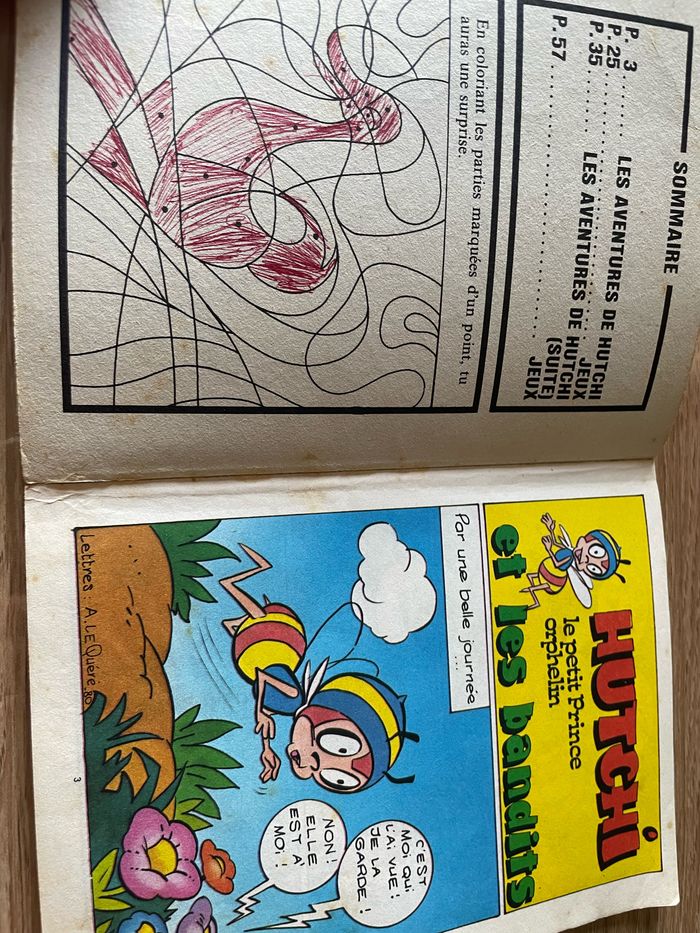 SOMMAIRE
P. 3 ...... LES AVENTURES DE HUTCHI
P. 25 .................... JEUX
P. 35 ...... LES AVENTURES DE HUTCHI
(SUITE)
P. 57 .................... JEUX
En coloriant les parties marquées d'un point, tu
auras une surprise.
HUTCHI
le petit Prince
orphelin
et les bandits
Par une belle journée
...
C'EST
MOI QUI
L'AI VUE !
JE LA
GARDE !
NON !
ELLE
EST À
MOI !
Lettres : A. LE Quéré. 80
3